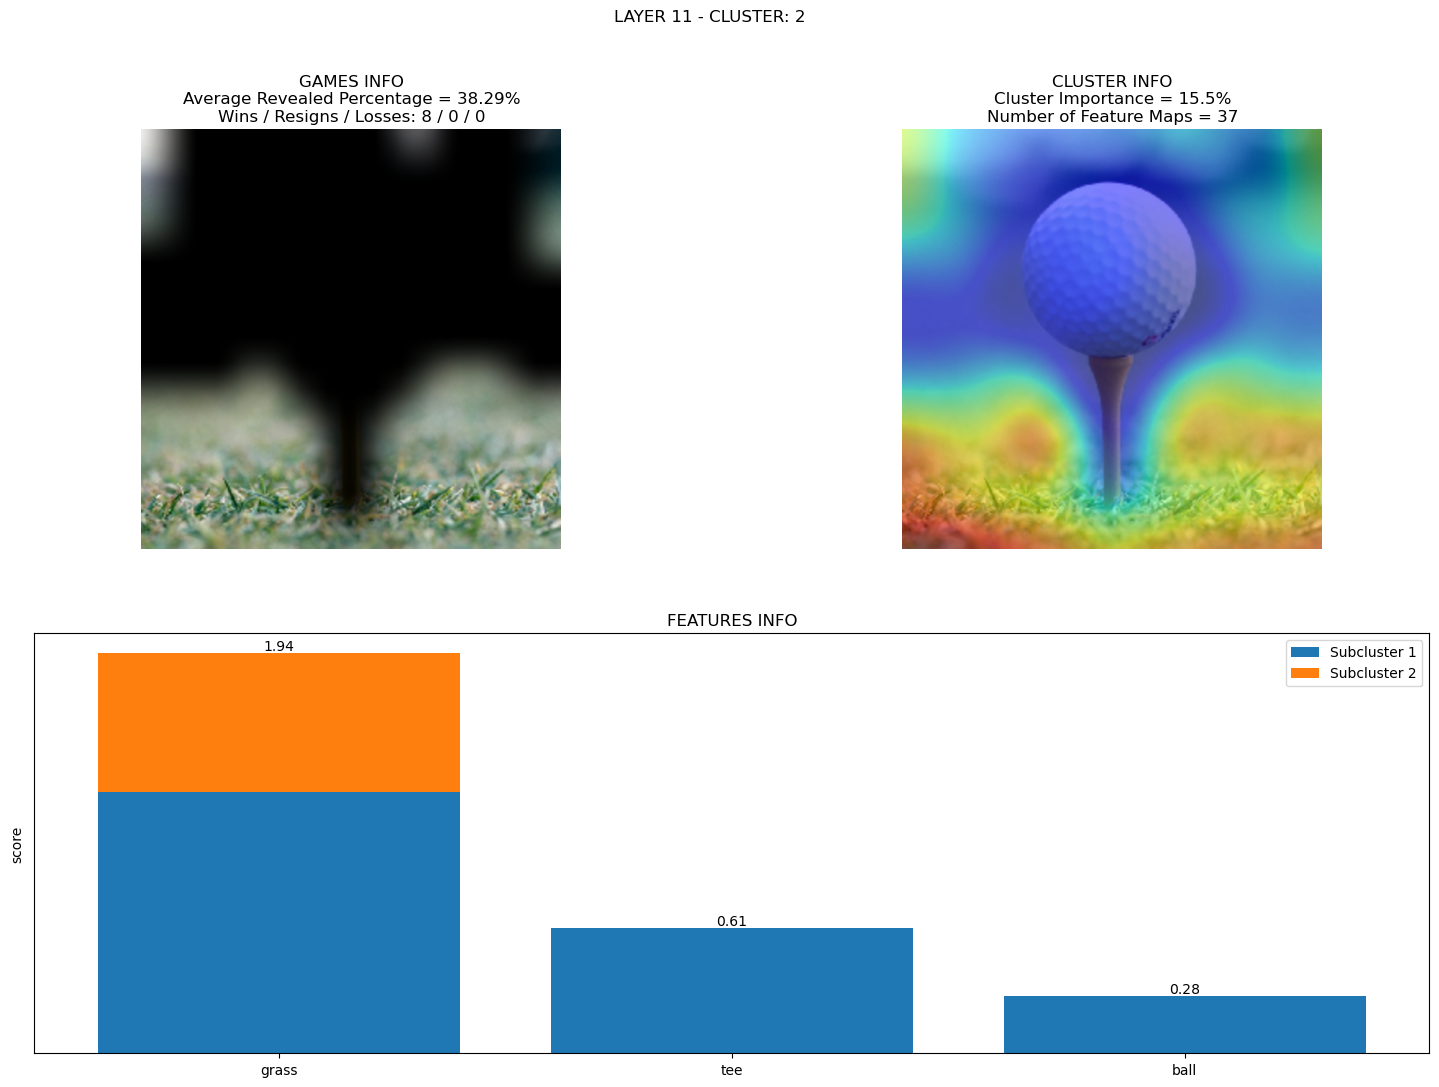 LAYER 11 - CLUSTER: 2
GAMES INFO
Average Revealed Percentage = 38.29%
Wins / Resigns / Losses: 8 / 0 / 0
CLUSTER INFO
Cluster Importance = 15.5%
Number of Feature Maps = 37
FEATURES INFO
score
1.94
0.61
0.28
Subcluster 1
Subcluster 2
grass
tee
ball